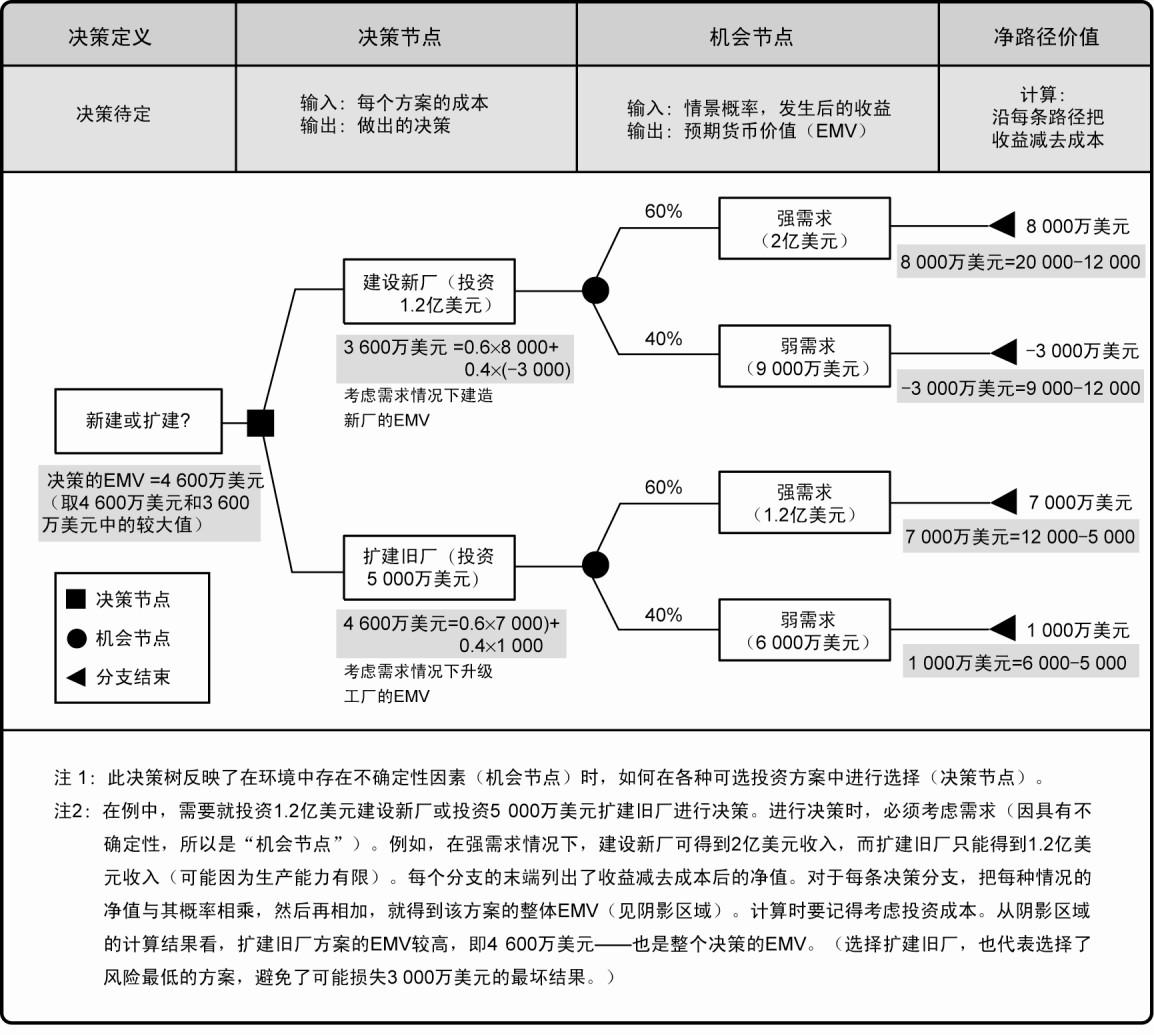 决策定义
决策节点
机会节点
净路径价值
决策待定
输入：每个方案的成本
输出：做出的决策
输入：情景概率，发生后的收益
输出：预期货币价值（EMV）
计算：
沿每条路径把
收益减去成本
新建或扩建?
决策的EMV =4 600万美元
（取4 600万美元和3 600
万美元中的较大值）
建设新厂（投资
1.2亿美元）
3 600万美元 =0.6×8 000+
0.4×(−3 000)
考虑需求情况下建造
新厂的EMV
60%
强需求
（2亿美元）
8 000万美元
8 000万美元=20 000−12 000
40%
弱需求
（9 000万美元）
−3 000万美元
−3 000万美元=9 000−12 000
扩建旧厂（投资
5 000万美元）
4 600万美元=0.6×7 000)+
0.4×1 000
考虑需求情况下升级
工厂的EMV
60%
强需求
（1.2亿美元）
7 000万美元
7 000万美元=12 000−5 000
40%
弱需求
（6 000万美元）
1 000万美元
1 000万美元=6 000−5 000
决策节点
机会节点
分支结束
注 1：此决策树反映了在环境中存在不确定性因素（机会节点）时，如何在各种可选投资方案中进行选择（决策节点）。
注2：在例中，需要就投资1.2亿美元建设新厂或投资5 000万美元扩建旧厂进行决策。进行决策时，必须考虑需求（因具有不
确定性，所以是“机会节点”）。例如，在强需求情况下，建设新厂可得到2亿美元收入，而扩建旧厂只能得到1.2亿美
元收入（可能因为生产能力有限）。每个分支的末端列出了收益减去成本后的净值。对于每条决策分支，把每种情况的
净值与其概率相乘，然后再相加，就得到该方案的整体EMV（见阴影区域）。计算时要记得考虑投资成本。从阴影区域
的计算结果看，扩建旧厂方案的EMV较高，即4 600万美元——也是整个决策的EMV。（选择扩建旧厂，也代表选择了
风险最低的方案，避免了可能损失3 000万美元的最坏结果。）